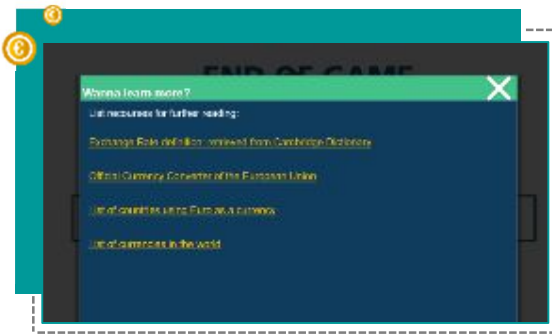 END OF GAME
Wanna learn more?
List recourses for further reading:
Exchange Rate definition: retrieved from Cambridge Dictionary
Official Currency Converter of the European Union
List of countries using Euro as a currency
List of currencies in the world